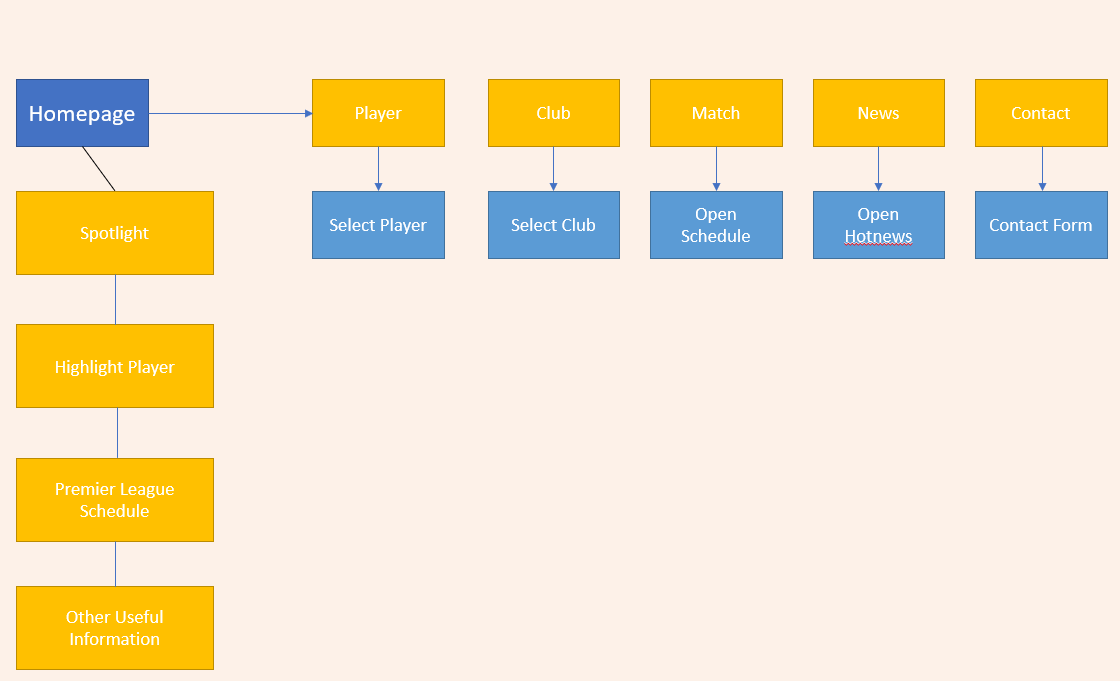 Homepage
Player
Club
Match
News
Contact
Select Player
Select Club
Open
Schedule
Open
Hotnews
Contact Form
Spotlight
Highlight Player
Premier League
Schedule
Other Useful
Information